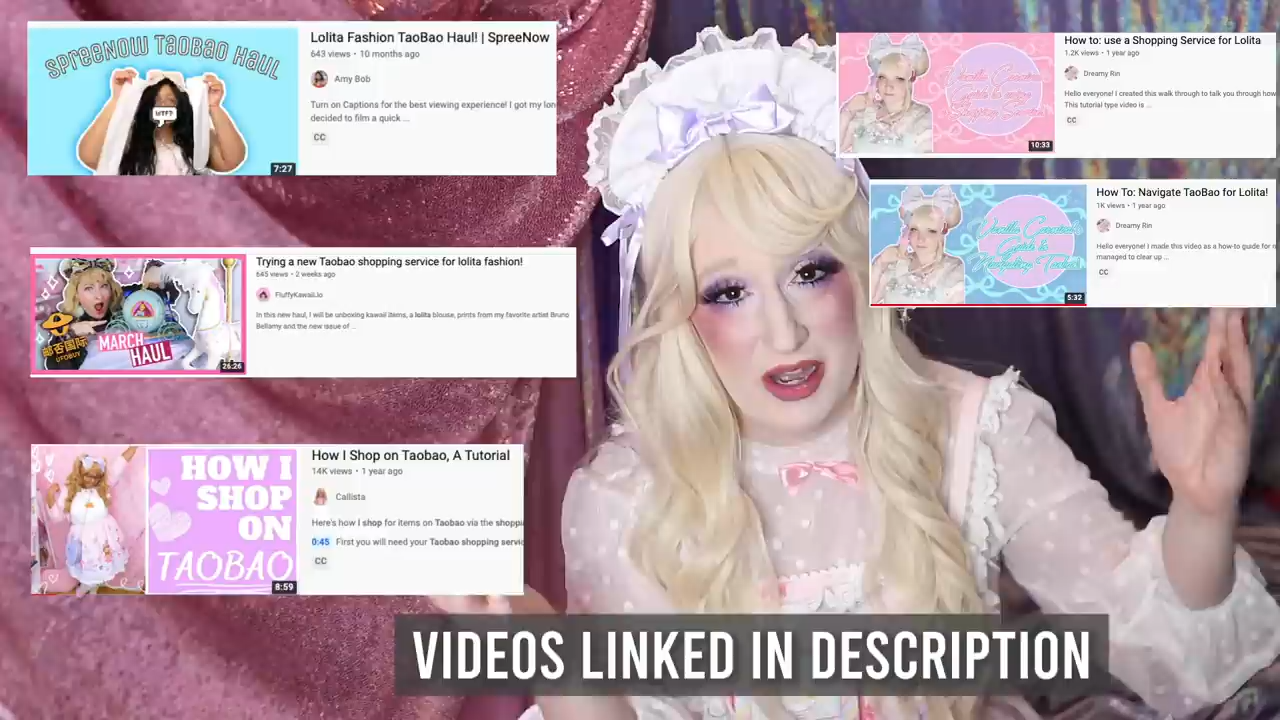 SPREENOW TAOBAO HAUL
WTF?
7:27
Lolita Fashion TaoBao Haul! | SpreeNow
643 views • 10 months ago
Amy Bob
Turn on Captions for the best viewing experience! I got my
decided to film a quick ...
CC
How to: use a Shopping Service for Lolita
1.2K views • 1 year ago
Dreamy Rin
Hello everyone! I created this walk through to talk you through how
This tutorial type video is ...
CC
10:33
How To: Navigate TaoBao for Lolita!
1K views • 1 year ago
Dreamy Rin
Hello everyone! I made this video as a how-to guide for
managed to clear up ...
CC
5:32
MARCH
HAUL
UFOBUY
26:26
Trying a new Taobao shopping service for lolita fashion!
645 views • 2 weeks ago
FluffyKawaii.io
In this new haul, I will be unboxing kawaii items, a lolita blouse, prints from my favorite artist Bruno
Bellamy and the new issue of ...
HOW I
SHOP
ON
TAOBAO
8:59
How I Shop on Taobao, A Tutorial
14K views • 1 year ago
Callista
Here's how I shop for items on Taobao via the
0:45 First you will need your Taobao shopping
CC
VIDEOS LINKED IN DESCRIPTION